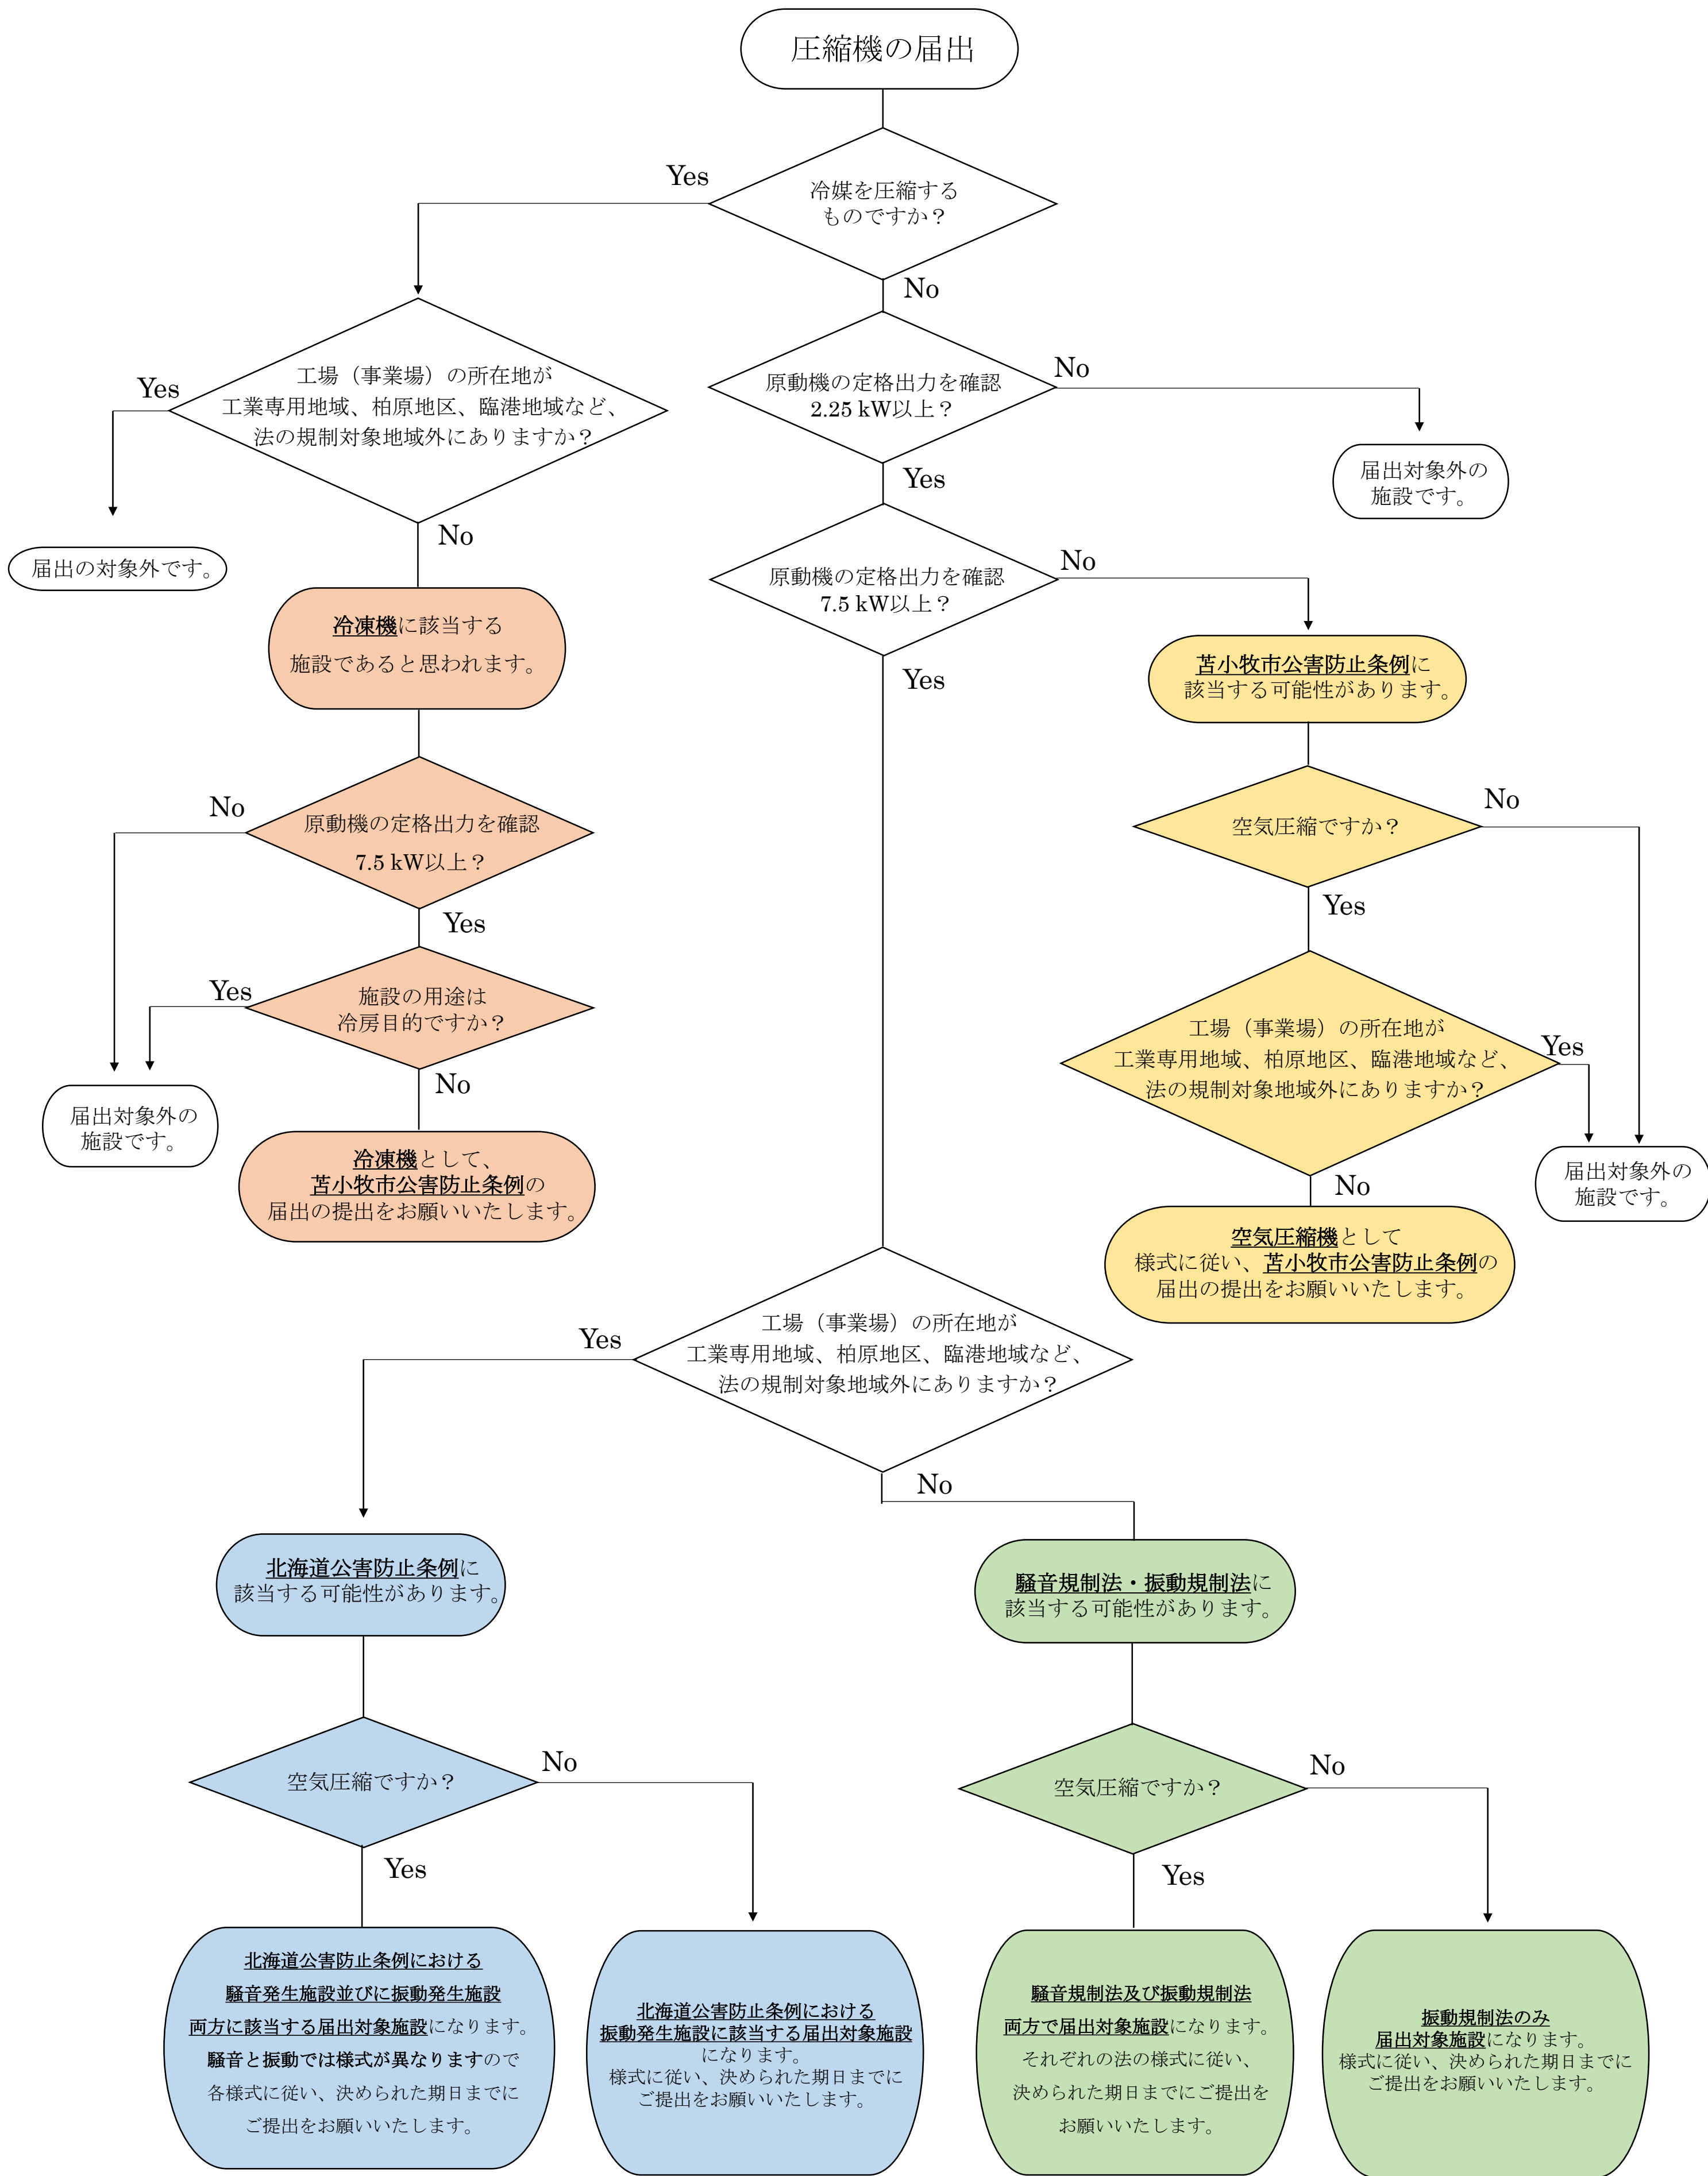 圧縮機の届出
冷媒を圧縮する
ものですか？
Yes
No
工場（事業場）の所在地が
工業専用地域、柏原地区、臨港地域など、
法の規制対象地域外にありますか？
Yes
No
届出の対象外です。
原動機の定格出力を確認
2.25 kW以上？
No
Yes
届出対象外の
施設です。
原動機の定格出力を確認
7.5 kW以上？
No
Yes
冷凍機に該当する
施設であると思われます。
原動機の定格出力を確認
7.5 kW以上？
No
Yes
施設の用途は
冷房目的ですか？
Yes
No
届出対象外の
施設です。
冷凍機として、
苫小牧市公害防止条例の
届出の提出をお願いいたします。
苫小牧市公害防止条例に
該当する可能性があります。
空気圧縮ですか？
No
Yes
工場（事業場）の所在地が
工業専用地域、柏原地区、臨港地域など、
法の規制対象地域外にありますか？
Yes
No
届出対象外の
施設です。
空気圧縮機として
様式に従い、苫小牧市公害防止条例の
届出の提出をお願いいたします。
工場（事業場）の所在地が
工業専用地域、柏原地区、臨港地域など、
法の規制対象地域外にありますか？
Yes
No
北海道公害防止条例に
該当する可能性があります。
空気圧縮ですか？
No
Yes
北海道公害防止条例における
騒音発生施設並びに振動発生施設
両方に該当する届出対象施設になります。
騒音と振動では様式が異なりますので
各様式に従い、決められた期日までに
ご提出をお願いいたします。
北海道公害防止条例における
振動発生施設に該当する届出対象施設
になります。
様式に従い、決められた期日までに
ご提出をお願いいたします。
騒音規制法・振動規制法に
該当する可能性があります。
空気圧縮ですか？
No
Yes
騒音規制法及び振動規制法
両方で届出対象施設になります。
それぞれの法の様式に従い、
決められた期日までにご提出を
お願いいたします。
振動規制法のみ
届出対象施設になります。
様式に従い、決められた期日までに
ご提出をお願いいたします。